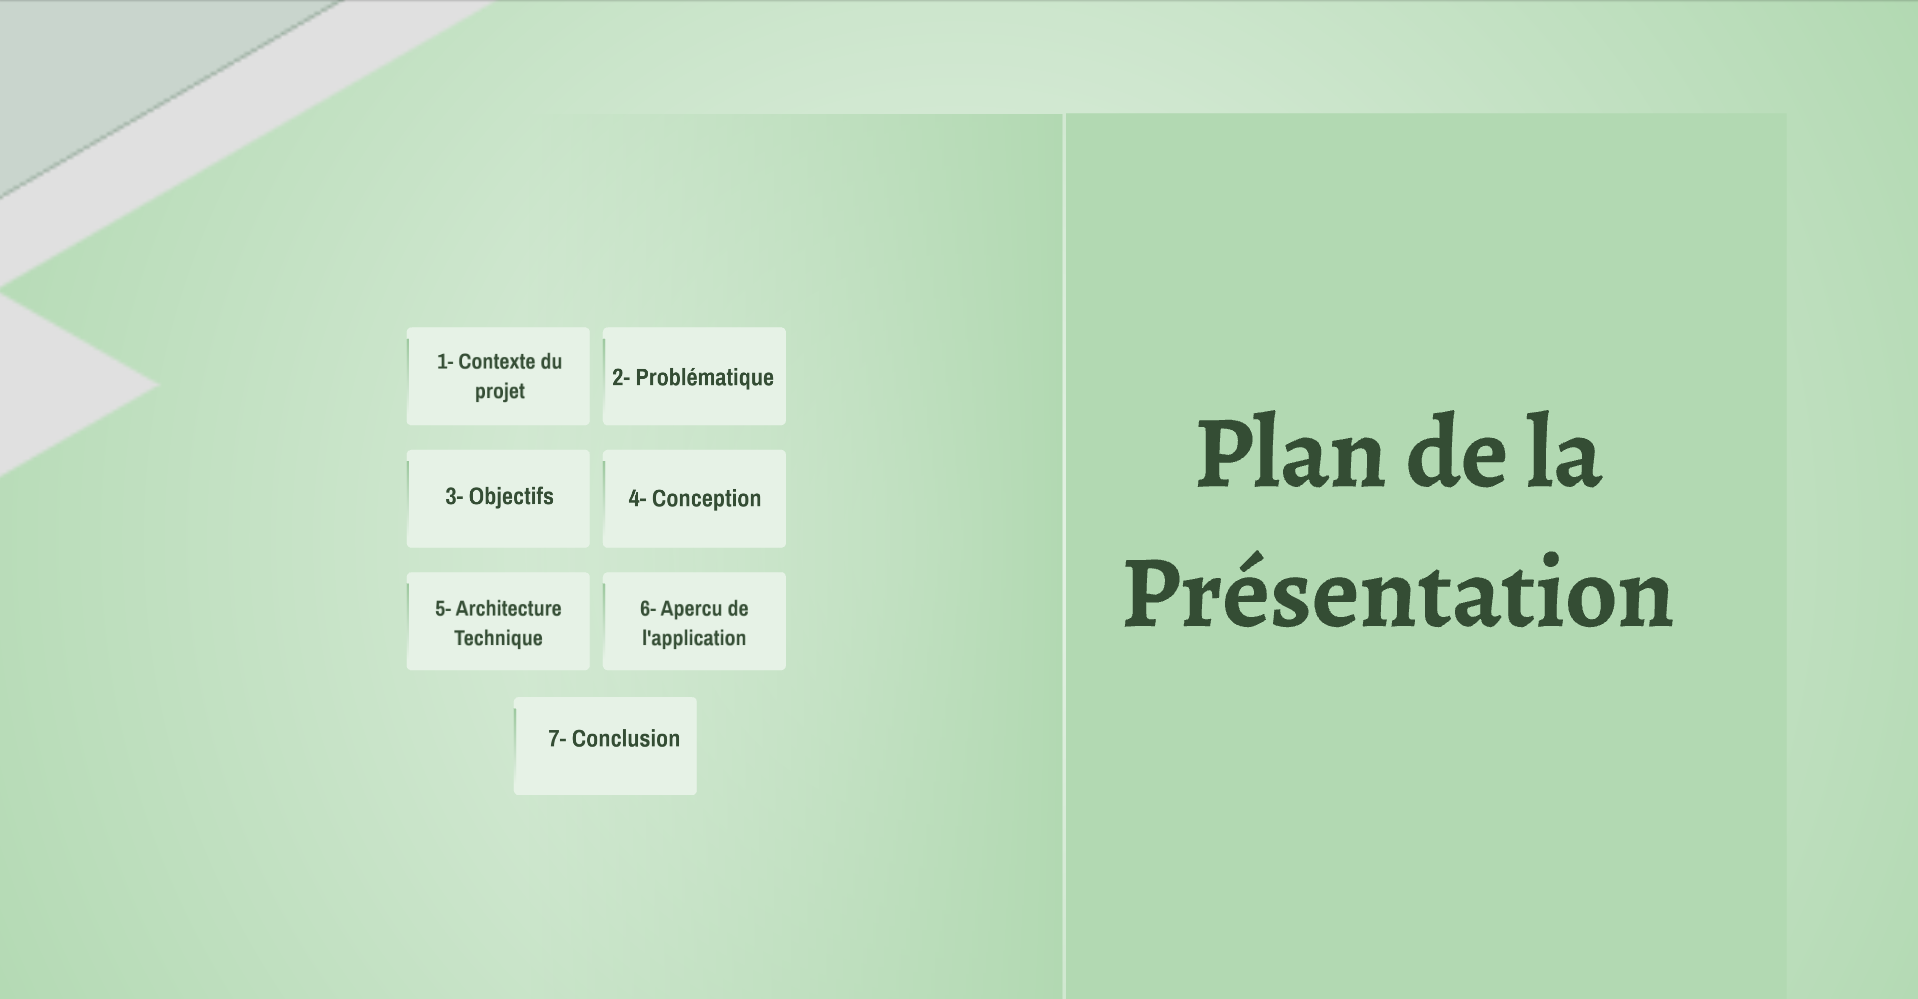 1- Contexte du
projet
2- Problématique
3- Objectifs
4- Conception
5- Architecture
Technique
6- Apercu de
l'application
7- Conclusion
Plan de la
Présentation